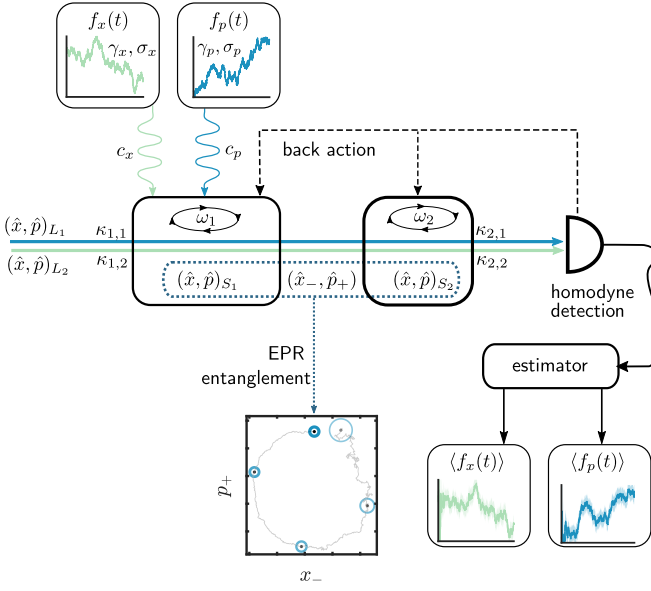 f_x(t)
γ_x, σ_x
f_p(t)
γ_p, σ_p
c_x
c_p
back action
ω_1
ω_2
(x̂, p̂)_{L_1}
κ_{1,1}
κ_{2,1}
(x̂, p̂)_{L_2}
κ_{1,2}
κ_{2,2}
(x̂, p̂)_{S_1}
(x̂_−, p̂_+)
(x̂, p̂)_{S_2}
homodyne
detection
EPR
entanglement
estimator
⟨f_x(t)⟩
⟨f_p(t)⟩
p_+
x_−